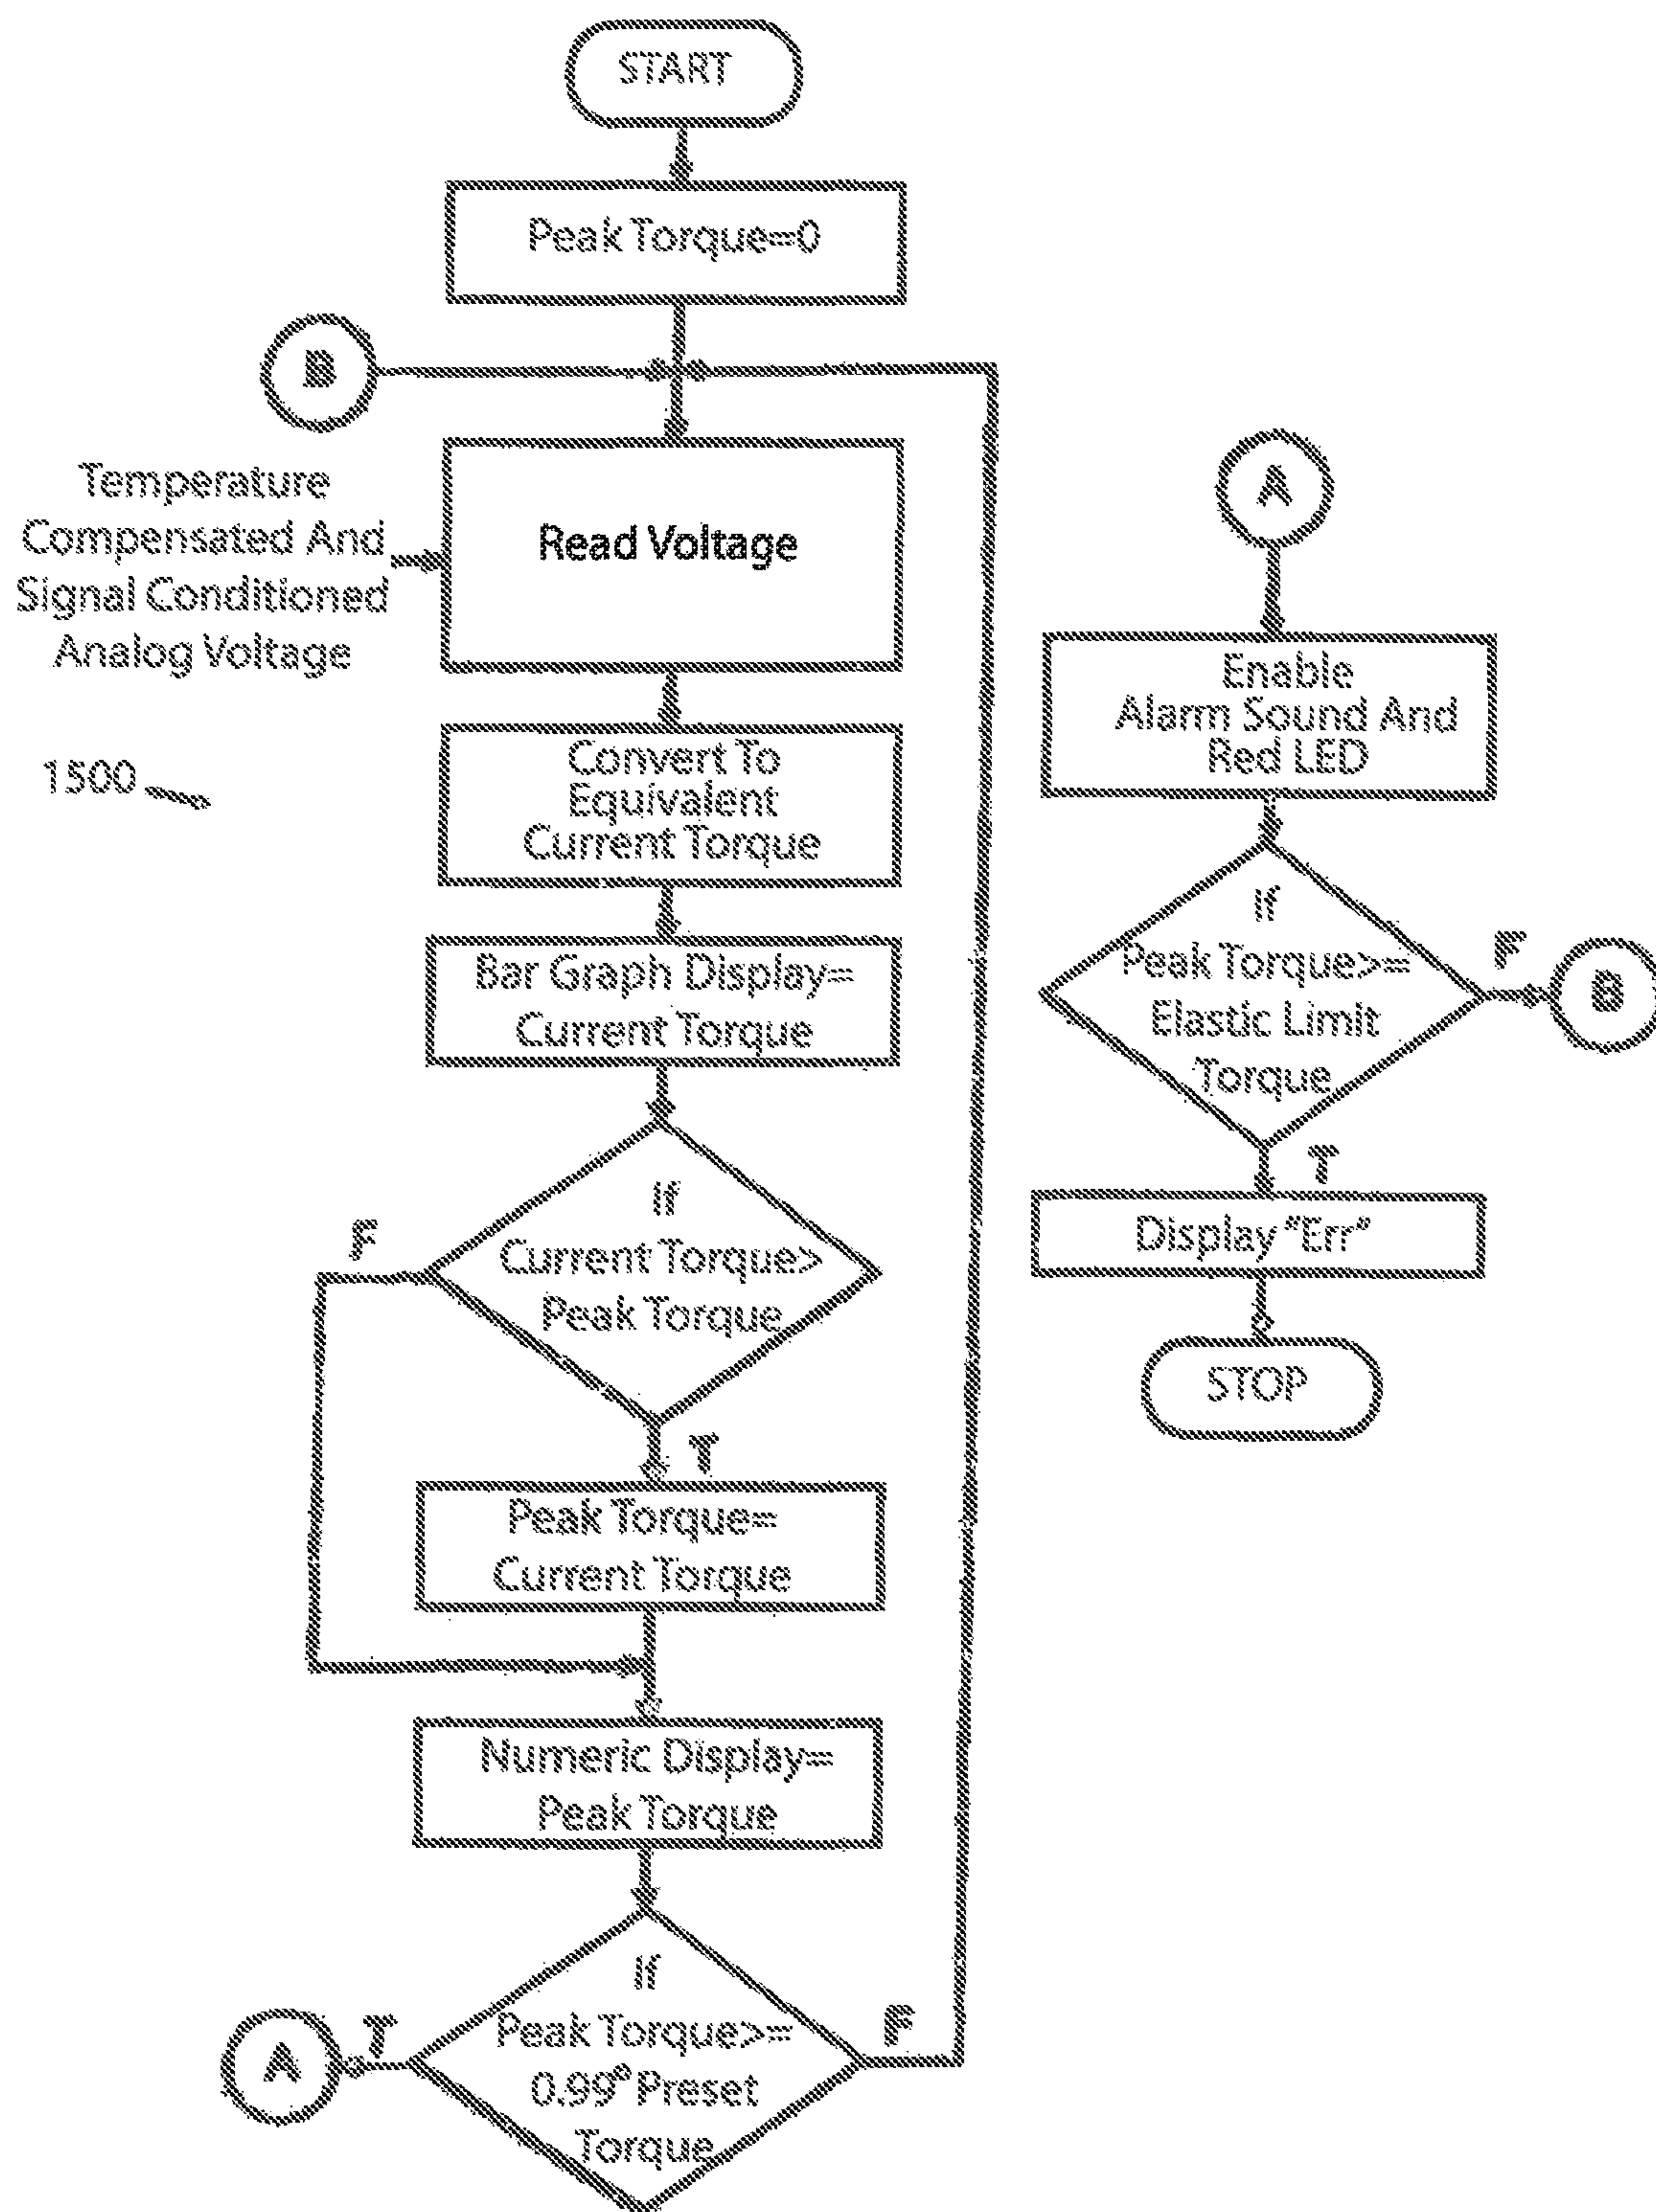 START
Peak Torque=0
B
Temperature
Compensated And
Signal Conditioned
Analog Voltage
Read Voltage
1500
Convert To
Equivalent
Current Torque
Bar Graph Display=
Current Torque
If
Current Torque>
Peak Torque
F
T
Peak Torque=
Current Torque
Numeric Display=
Peak Torque
If
Peak Torque>=
0.99° Preset
Torque
T
A
F
A
Enable
Alarm Sound And
Red LED
If
Peak Torque>=
Elastic Limit
Torque
F
B
T
Display "Err"
STOP